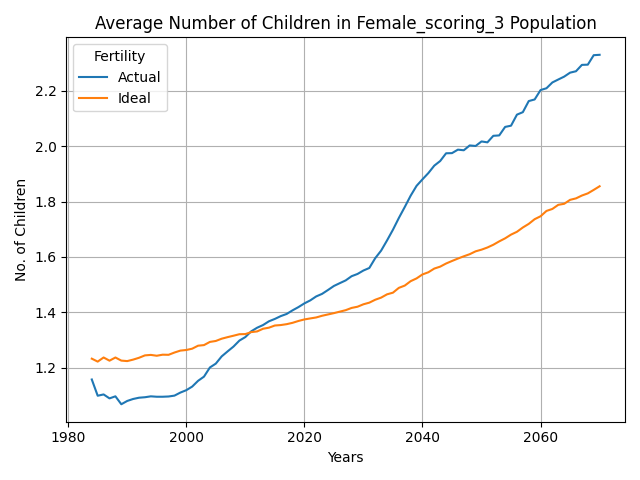 Average Number of Children in Female_scoring_3 Population
Fertility
Actual
Ideal
No. of Children
2.2
2.0
1.8
1.6
1.4
1.2
1980
2000
2020
2040
2060
Years